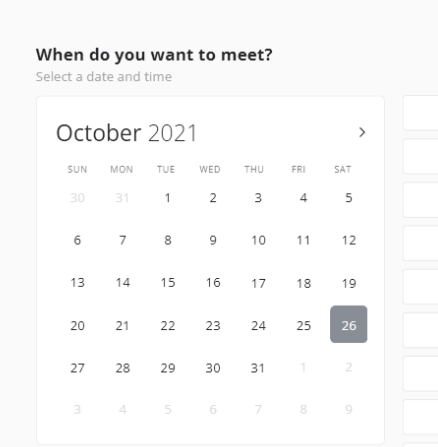 When do you want to meet?
Select a date and time
October 2021
SUN MON TUE WED THU FRI SAT
30 31 1 2 3 4 5
6 7 8 9 10 11 12
13 14 15 16 17 18 19
20 21 22 23 24 25 26
27 28 29 30 31 1 2
3 4 5 6 7 8 9